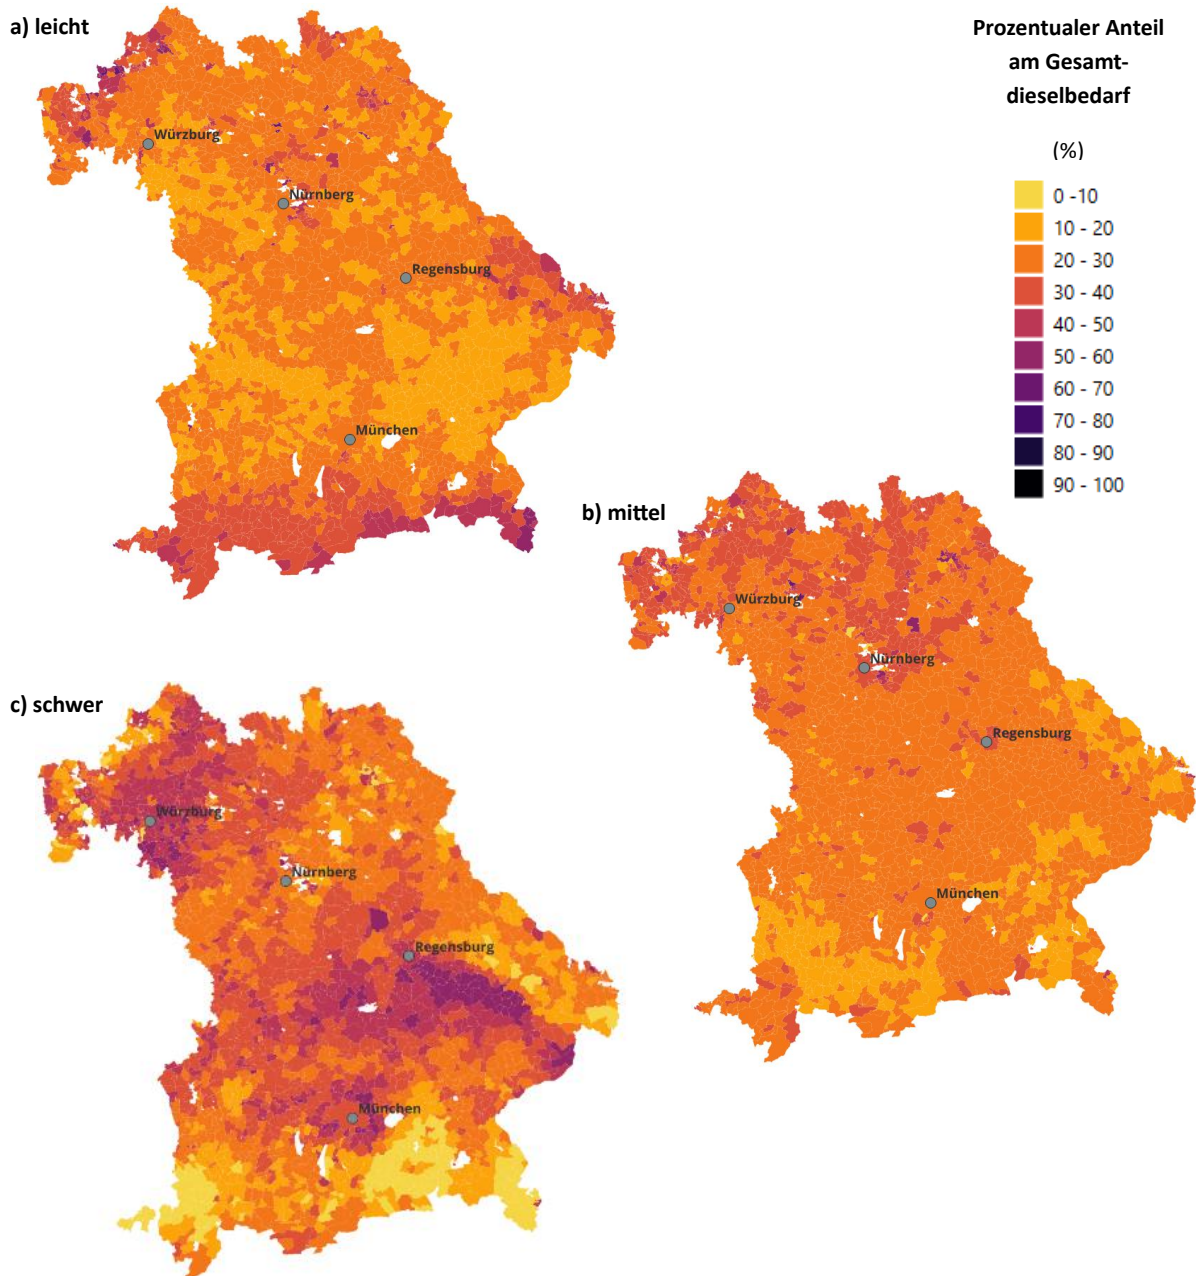 a) leicht
Prozentualer Anteil
am Gesamt-
dieselbedarf
(%)
0 -10
10 - 20
20 - 30
30 - 40
40 - 50
50 - 60
60 - 70
70 - 80
80 - 90
90 - 100
Würzburg
Nürnberg
Regensburg
München
b) mittel
Würzburg
Nürnberg
Regensburg
München
c) schwer
Würzburg
Nürnberg
Regensburg
München